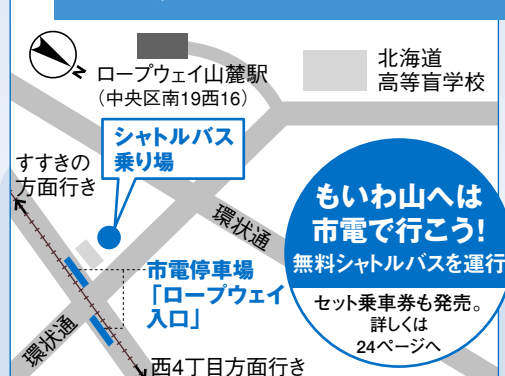 N
ロープウェイ山麓駅
（中央区南19西16）
北海道
高等盲学校
シャトルバス
乗り場
すすきの
方面行き
環状通
もいわ山へは
市電で行こう!
無料シャトルバスを運行
セット乗車券も発売。
詳しくは
24ページへ
市電停車場
「ロープウェイ
入口」
環状通
西4丁目方面行き